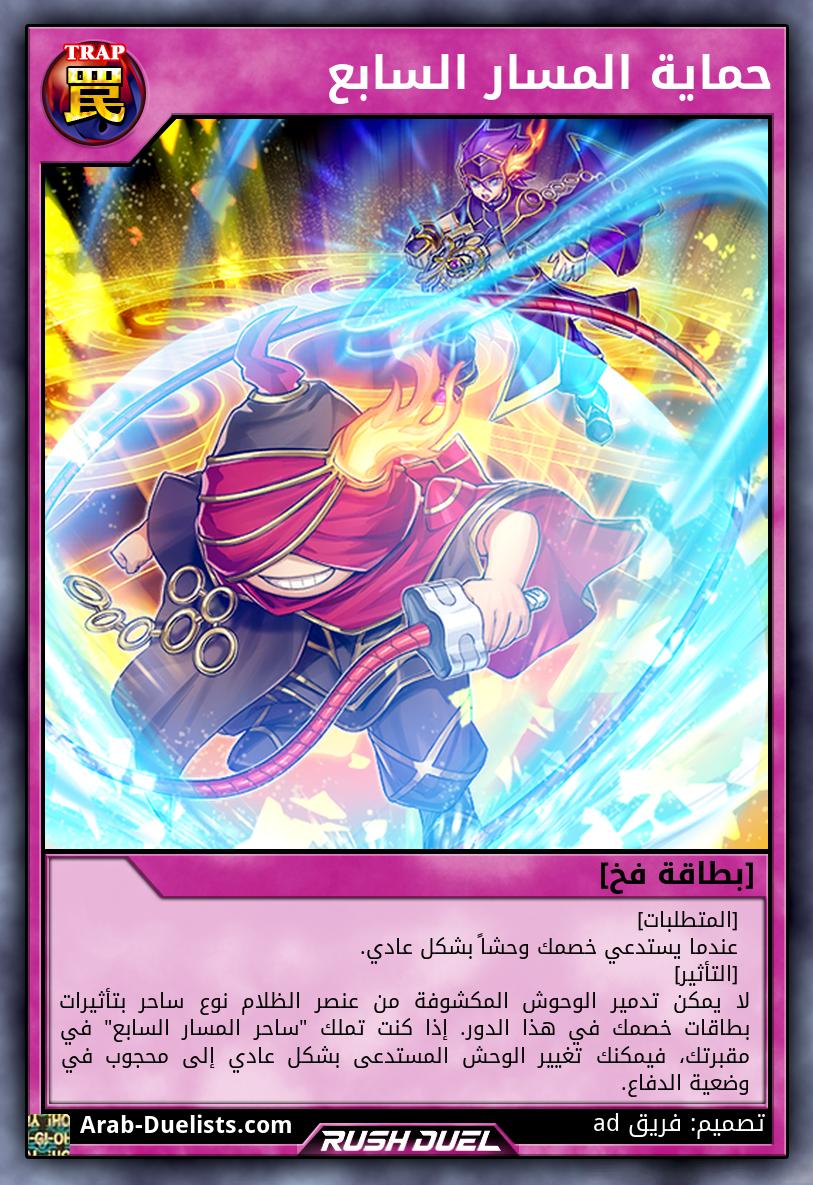 TRAP
罠
حماية المسار السابع
[بطاقة فخ]
[المتطلبات]
عندما يستدعي خصمك وحشاً بشكل عادي.
[التأثير]
لا يمكن تدمير الوحوش المكشوفة من عنصر الظلام نوع ساحر بتأثيرات
بطاقات خصمك في هذا الدور. إذا كنت تملك "ساحر المسار السابع" في
مقبرتك، فيمكنك تغيير الوحش المستدعى بشكل عادي إلى محجوب في
وضعية الدفاع.
تصميم: فريق ad
Arab-Duelists.com
RUSH DUEL